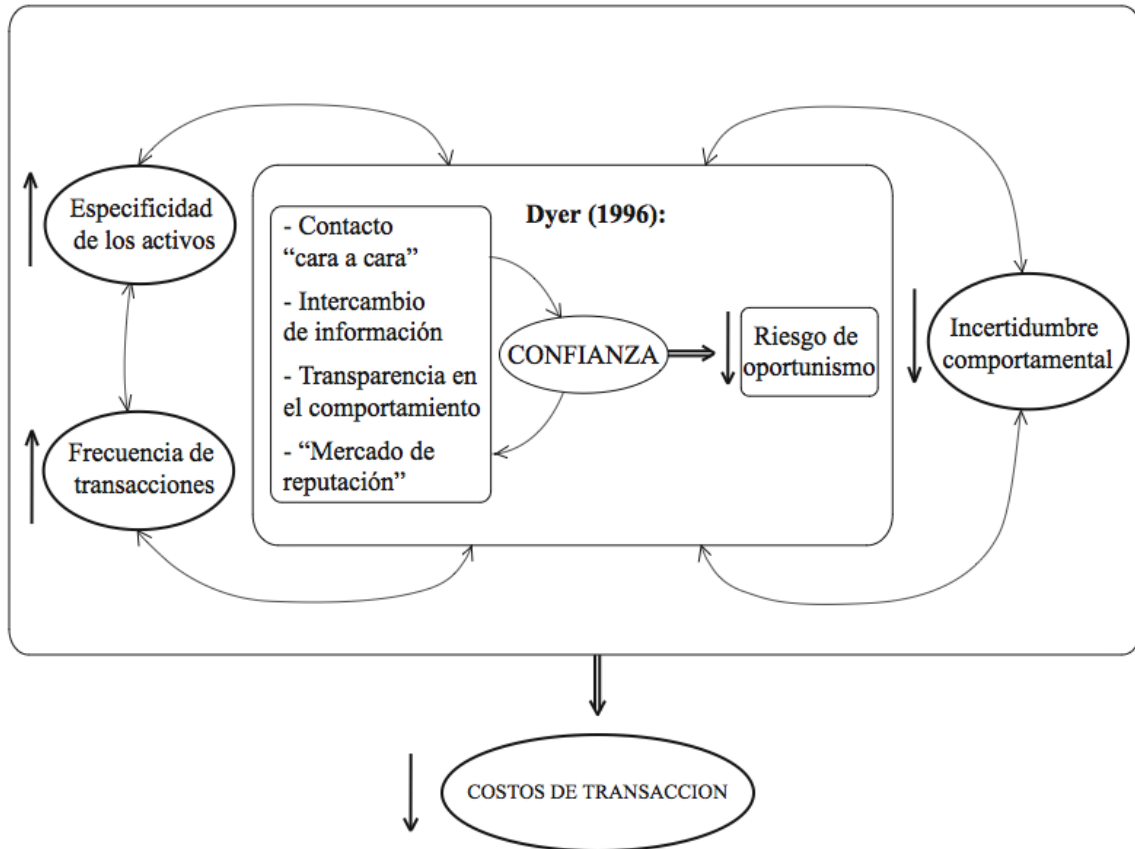 Especificidad
de los activos
Frecuencia de
transacciones
Dyer (1996):
- Contacto
“cara a cara”
- Intercambio
de información
- Transparencia en
el comportamiento
- “Mercado de
reputación”
CONFIANZA
Riesgo de
oportunismo
Incertidumbre
comportamental
COSTOS DE TRANSACCION